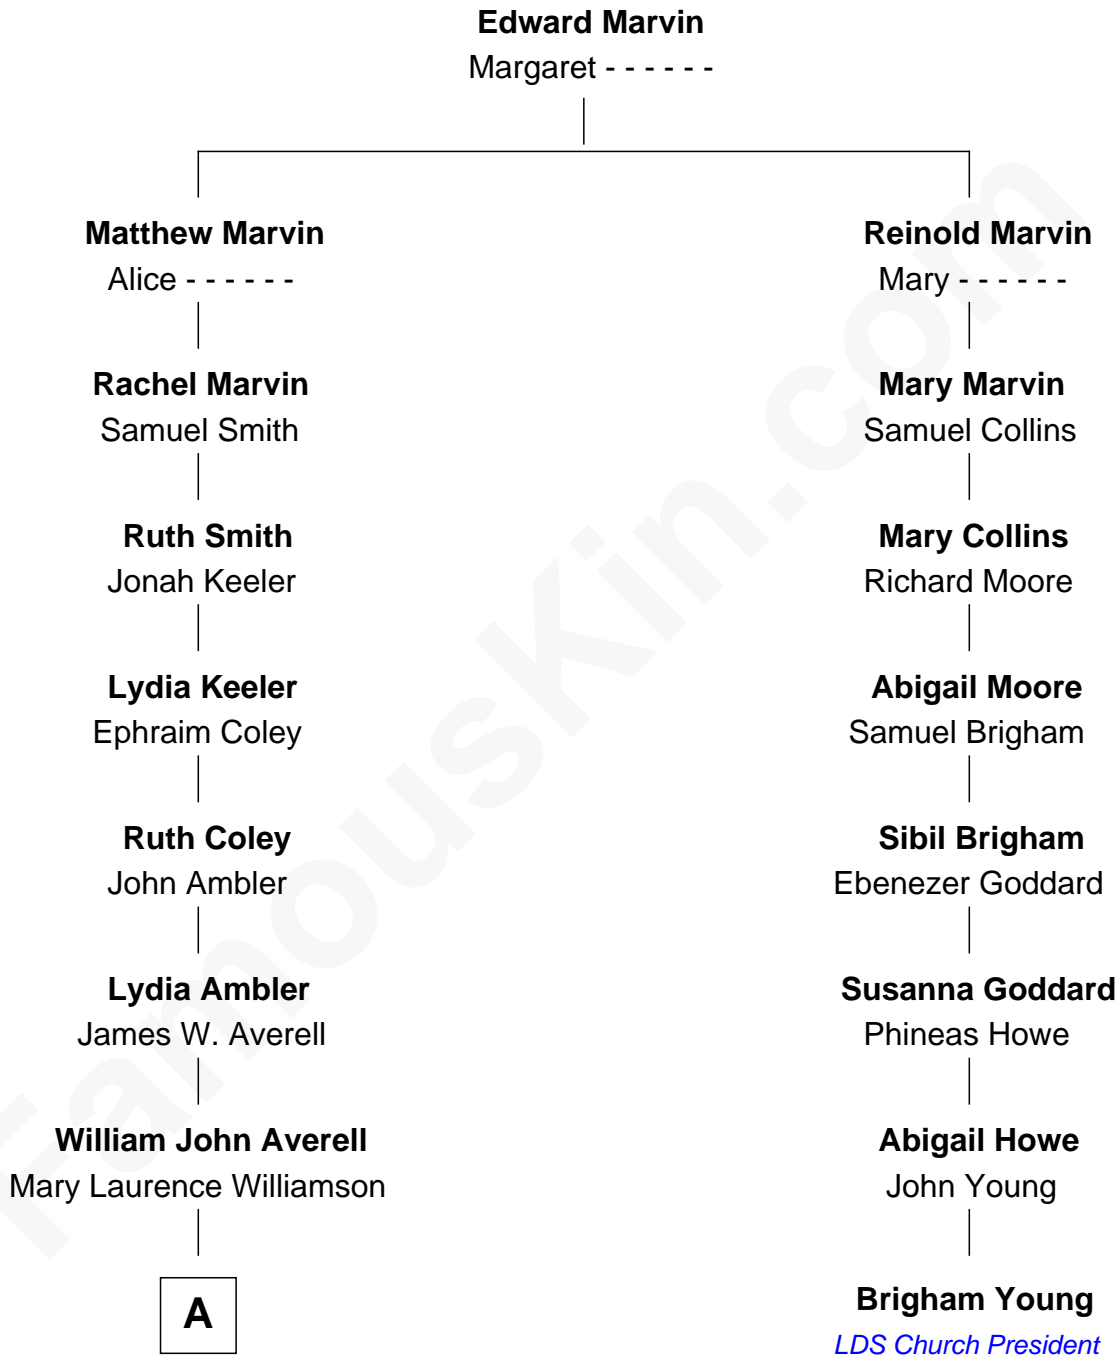 Edward Marvin
Margaret - - - - - -
Matthew Marvin
Alice - - - - - -
Rachel Marvin
Samuel Smith
Ruth Smith
Jonah Keeler
Lydia Keeler
Ephraim Coley
Ruth Coley
John Ambler
Lydia Ambler
James W. Averell
William John Averell
Mary Laurence Williamson
A
Reinold Marvin
Mary - - - - - -
Mary Marvin
Samuel Collins
Mary Collins
Richard Moore
Abigail Moore
Samuel Brigham
Sibil Brigham
Ebenezer Goddard
Susanna Goddard
Phineas Howe
Abigail Howe
John Young
Brigham Young
LDS Church President
FamousKin.com